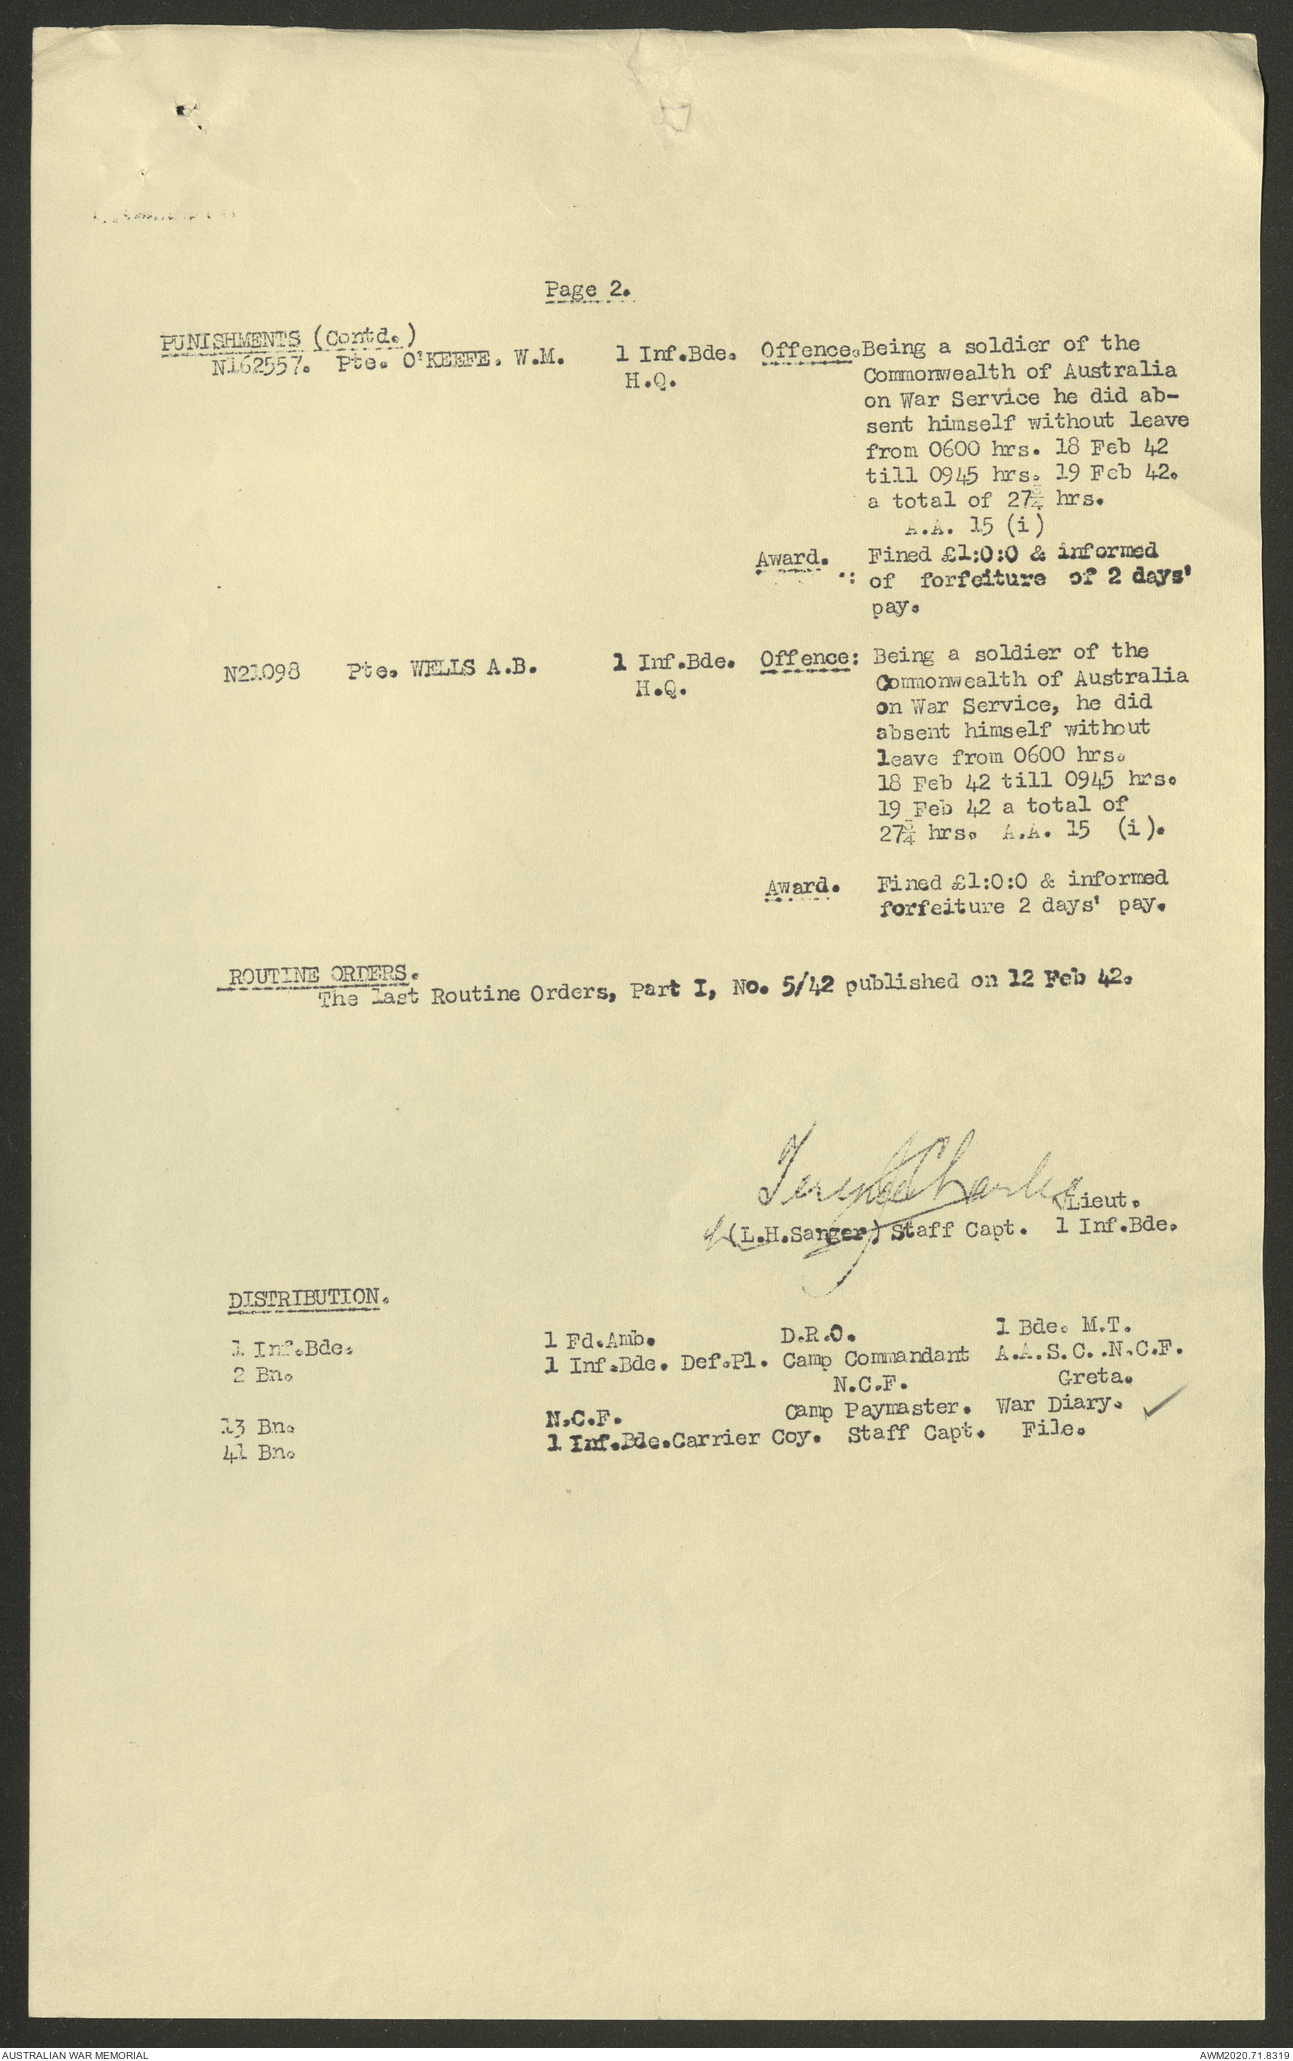 Page 2.
PUNISHMENTS (Contd.)
N162557. Pte. O'KEEFE. W.M. 1 Inf.Bde. Offence. Being a soldier of the
H.Q. Commonwealth of Australia
on War Service he did ab-
sent himself without leave
from 0600 hrs. 18 Feb 42
till 0945 hrs. 19 Feb 42.
a total of 27¾ hrs.
A.A. 15 (i)
Award. Fined £1:0:0 & informed
of forfeiture of 2 days'
pay.
N21098 Pte. WELLS A.B. 1 Inf.Bde. Offence: Being a soldier of the
H.Q. Commonwealth of Australia
on War Service, he did
absent himself without
leave from 0600 hrs.
18 Feb 42 till 0945 hrs.
19 Feb 42 a total of
27¾ hrs. A.A. 15 (i).
Award. Fined £1:0:0 & informed
forfeiture 2 days' pay.
ROUTINE ORDERS.
The last Routine Orders, Part I, No. 5/42 published on 12 Feb 42.
Lieut.
(L.H.Sanger) Staff Capt. 1 Inf.Bde.
DISTRIBUTION.
1 Inf.Bde. 1 Fd.Amb. D.R.O. 1 Bde. M.T.
2 Bn. 1 Inf.Bde. Def.Pl. Camp Commandant A.A.S.C. .N.C.F.
N.C.F. Greta.
13 Bn. N.C.F. Camp Paymaster. War Diary.
41 Bn. 1 Inf.Bde.Carrier Coy. Staff Capt. File.
AUSTRALIAN WAR MEMORIAL AWM2020.71.8319